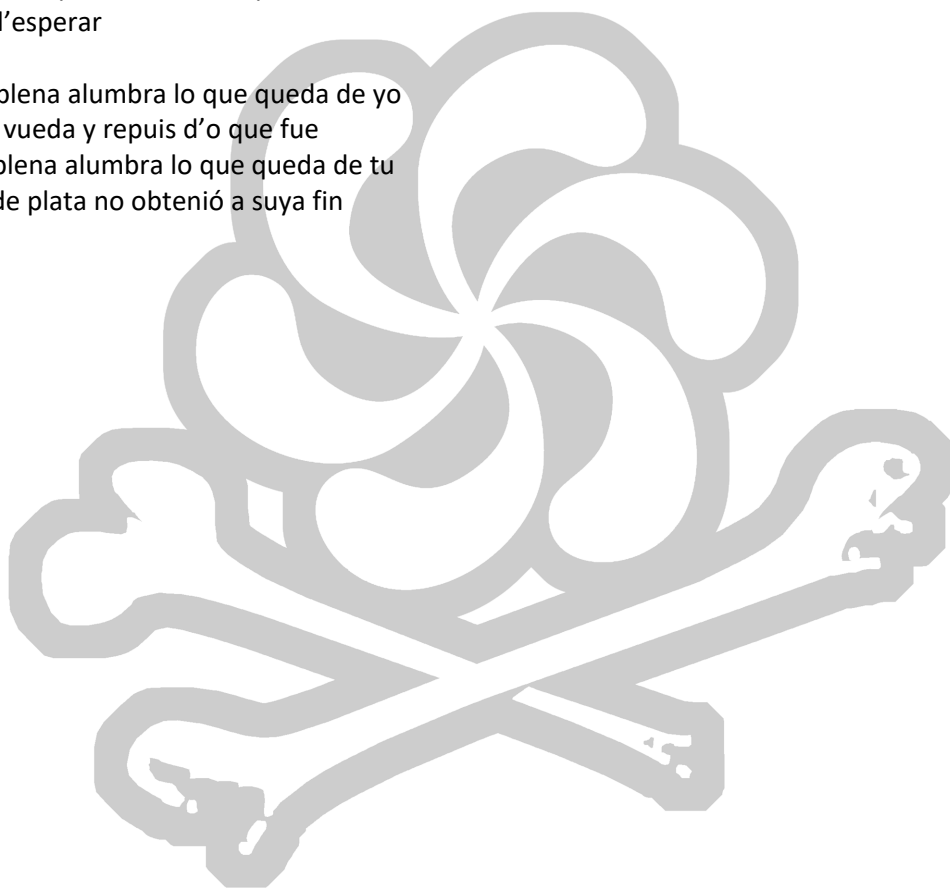 l'esperar
plena alumbra lo que queda de yo
vueda y repuis d'o que fue
plena alumbra lo que queda de tu
de plata no obtenió a suya fin